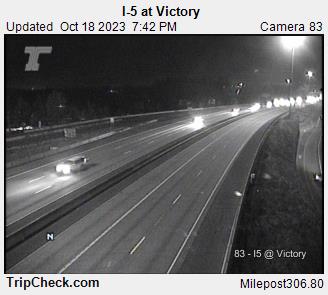 I-5 at Victory
Updated Oct 18 2023 7:42 PM Camera 83
T
N
83 - I5 @ Victory
TripCheck.com Milepost306.80